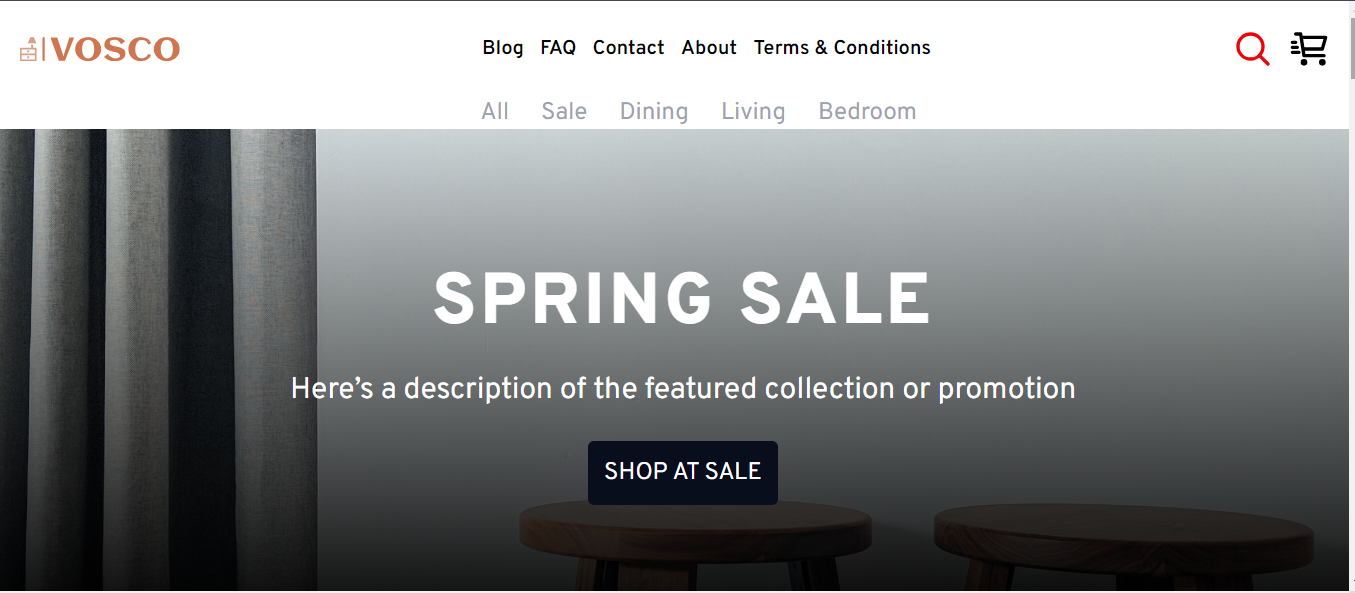 VOSCO
Blog FAQ Contact About Terms & Conditions
All Sale Dining Living Bedroom
SPRING SALE
Here’s a description of the featured collection or promotion
SHOP AT SALE